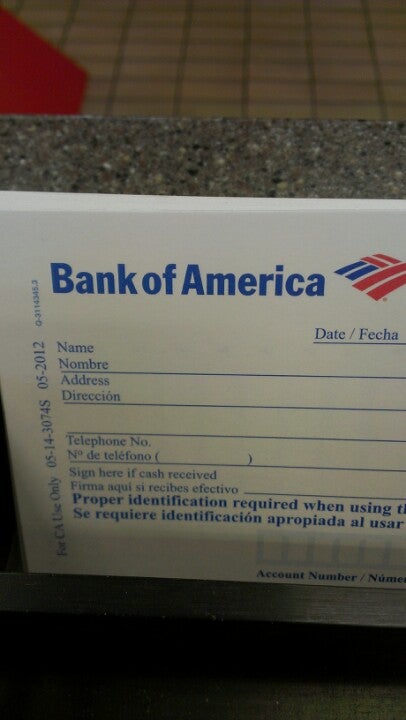 Bank of America
Date / Fecha
Name
Nombre
Address
Dirección
Telephone No.
Nº de teléfono ( )
Sign here if cash received
Firma aqui si recibes efectivo
Proper identification required when using
Se requiere identificación apropiada al usar
Account Number /
For CA Use Only 05-14-3074S 05-2012